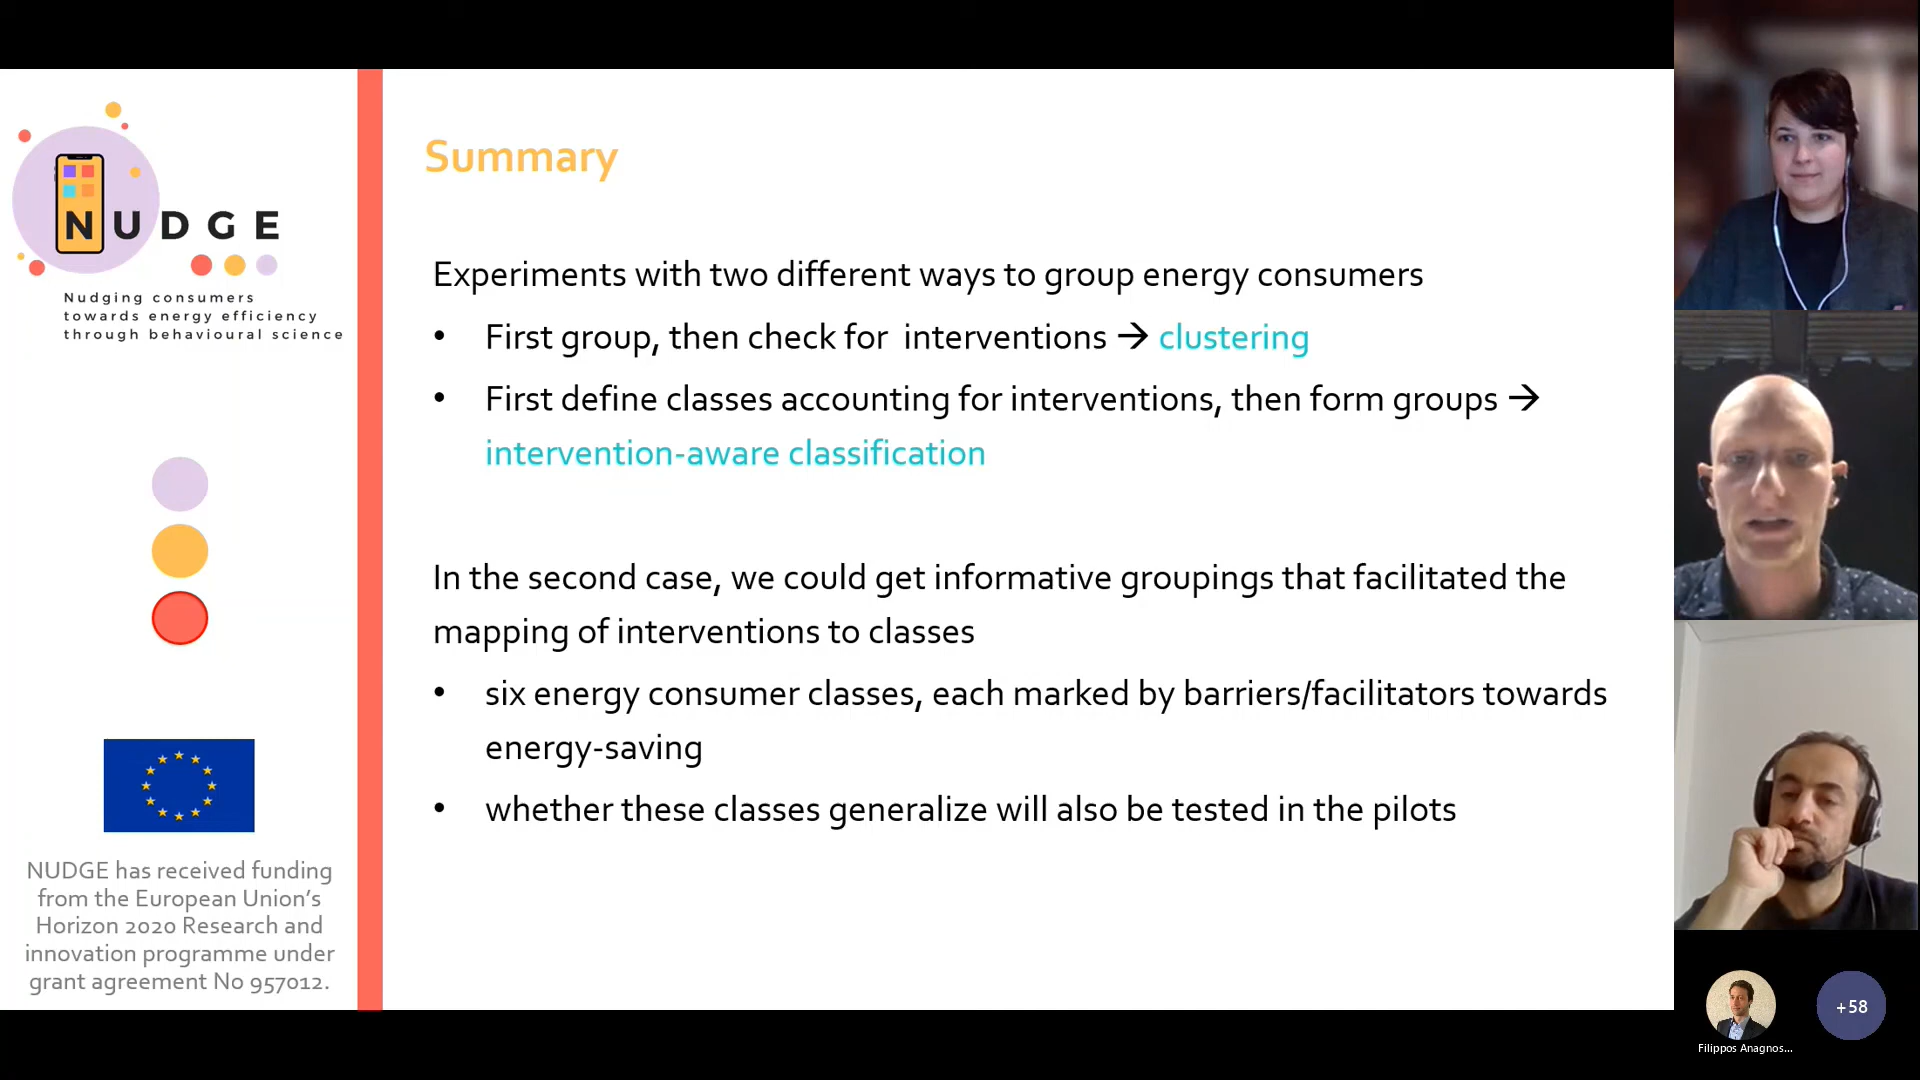 NUDGE
Nudging consumers
towards energy efficiency
through behavioural science
NUDGE has received funding
from the European Union's
Horizon 2020 Research and
innovation programme under
grant agreement No 957012.
Summary
Experiments with two different ways to group energy consumers
• First group, then check for interventions → clustering
• First define classes accounting for interventions, then form groups →
intervention-aware classification
In the second case, we could get informative groupings that facilitated the
mapping of interventions to classes
• six energy consumer classes, each marked by barriers/facilitators towards
energy-saving
• whether these classes generalize will also be tested in the pilots
+58
Filippos Anagnos...